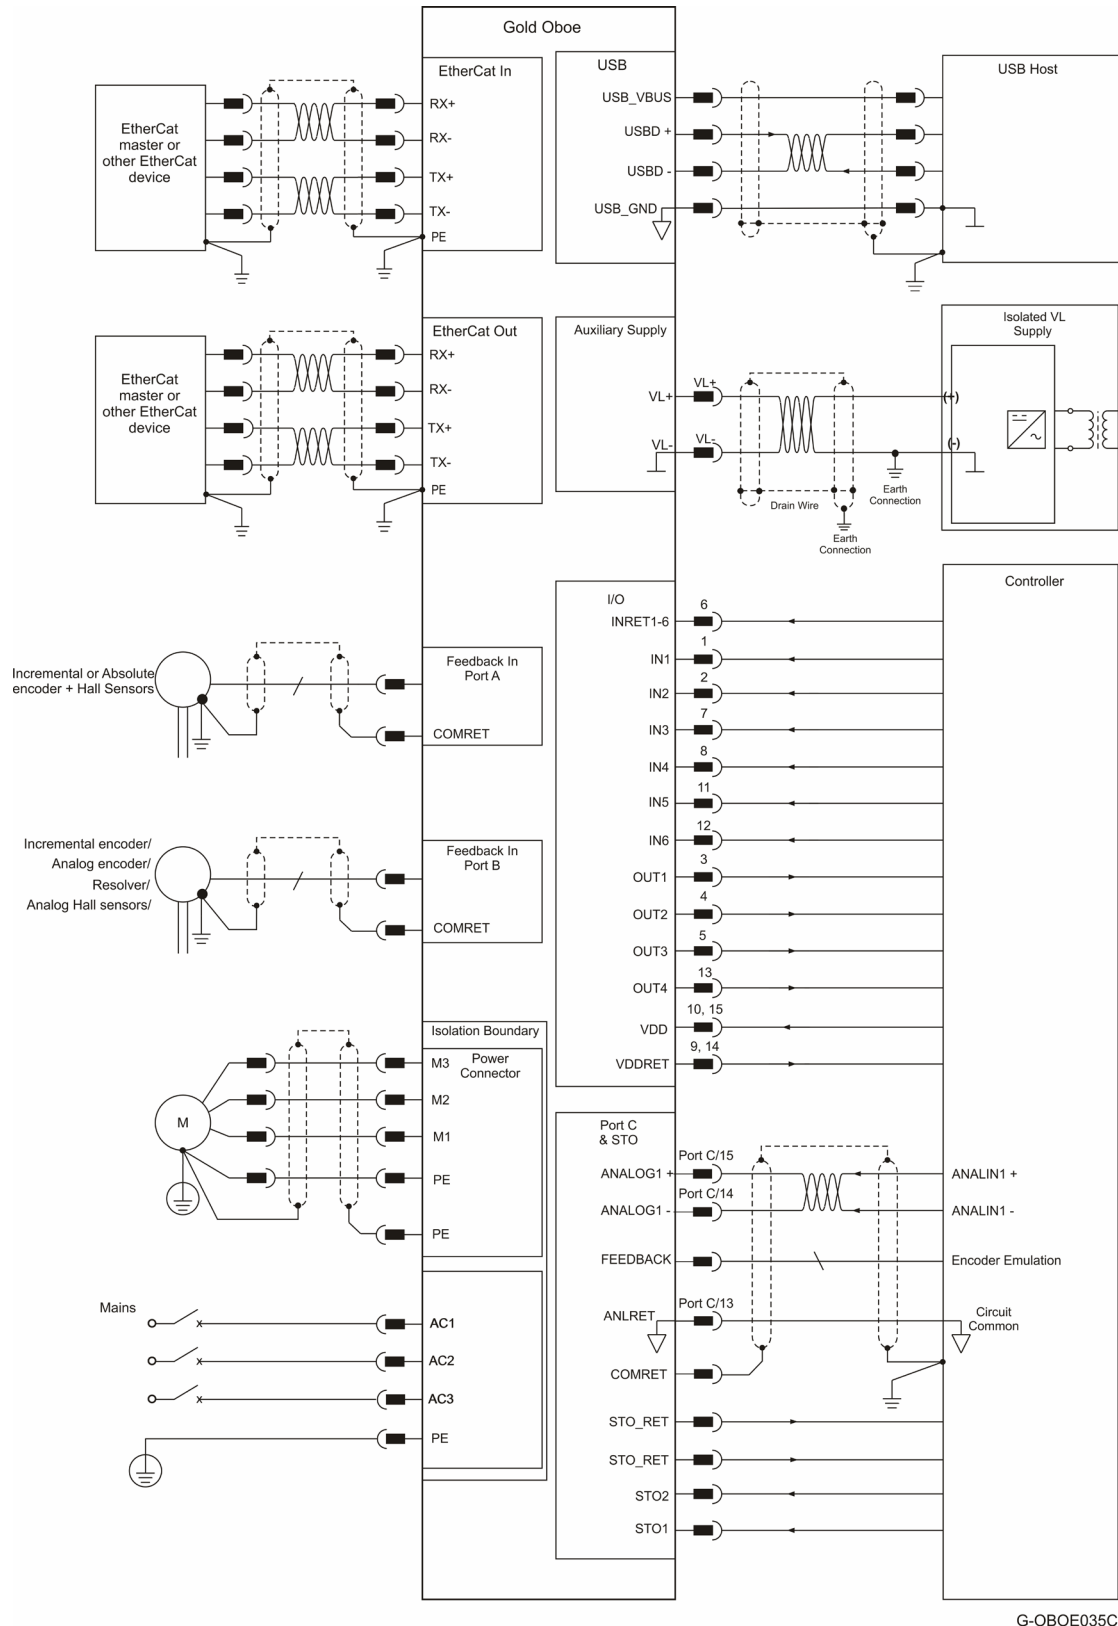 Gold Oboe
EtherCat In
RX+
RX-
TX+
TX-
PE
EtherCat
master or
other EtherCat
device
USB
USB_VBUS
USBD +
USBD -
USB_GND
USB Host
EtherCat Out
RX+
RX-
TX+
TX-
PE
EtherCat
master or
other EtherCat
device
Auxiliary Supply
VL+
VL-
VL+
VL-
Drain Wire
Earth
Connection
Earth
Connection
Isolated VL
Supply
(+)
(-)
Incremental or Absolute
encoder + Hall Sensors
Feedback In
Port A
COMRET
Incremental encoder/
Analog encoder/
Resolver/
Analog Hall sensors/
Feedback In
Port B
COMRET
I/O
INRET1-6
6
IN1
1
IN2
2
IN3
7
IN4
8
IN5
11
IN6
12
OUT1
3
OUT2
4
OUT3
5
OUT4
13
VDD
10, 15
VDDRET
9, 14
Controller
Isolation Boundary
Power
Connector
M3
M2
M1
PE
PE
M
Mains
AC1
AC2
AC3
PE
Port C
& STO
ANALOG1 +
Port C/15
ANALIN1 +
ANALOG1 -
Port C/14
ANALIN1 -
FEEDBACK
Encoder Emulation
ANLRET
Port C/13
Circuit
Common
COMRET
STO_RET
STO_RET
STO2
STO1
G-OBOE035C